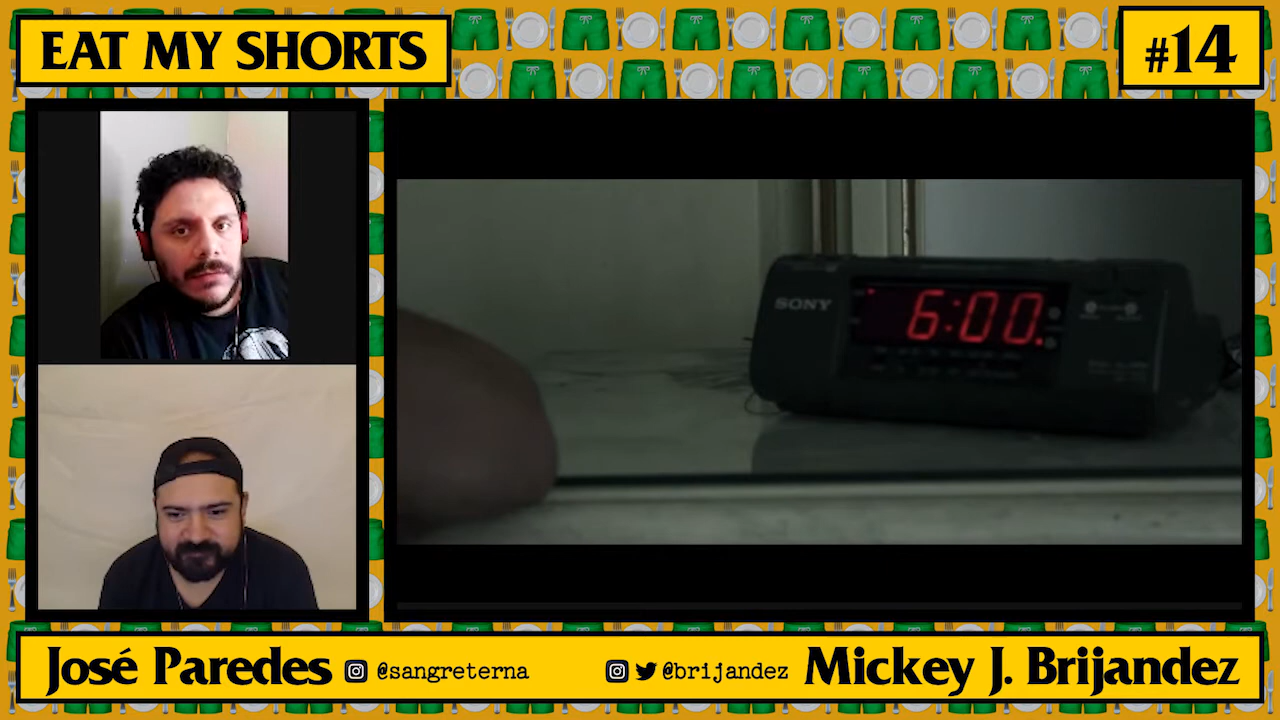 EAT MY SHORTS
#14
SONY
6:00
José Paredes
@sangreterna
@brijandez
Mickey J. Brijandez